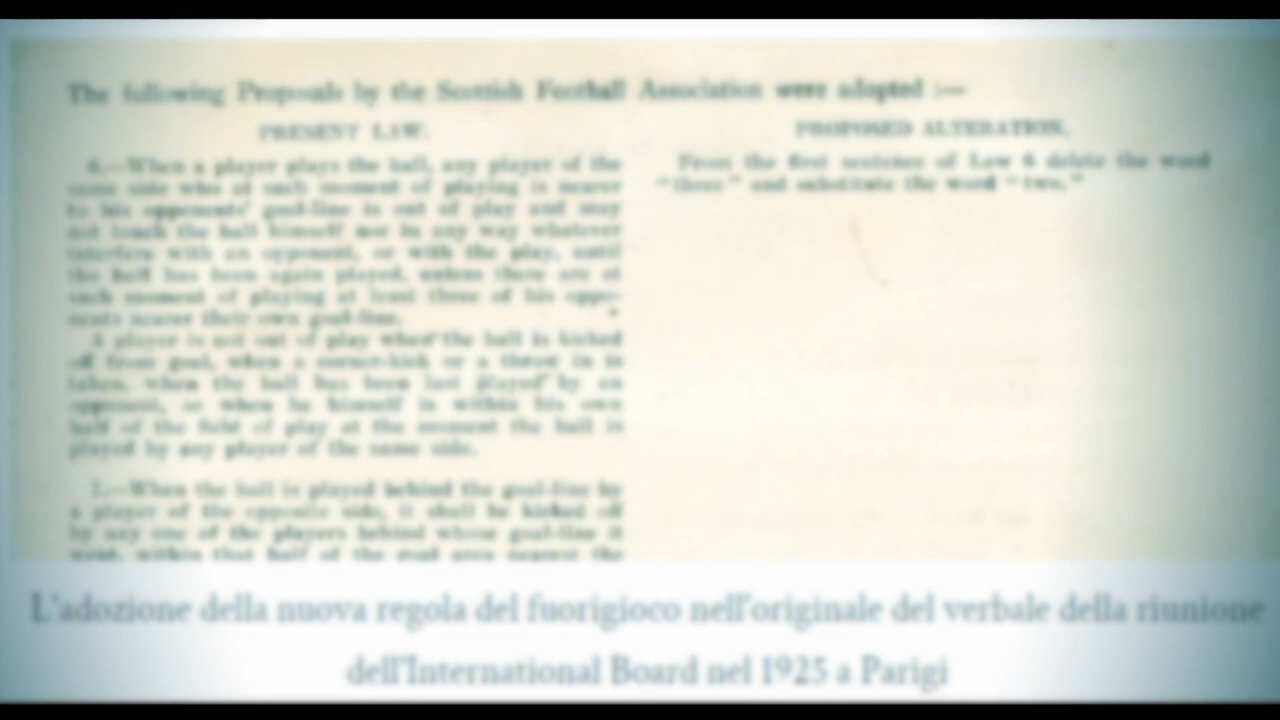 The following Proposals by the Scottish Football Association were adopted :—
PRESENT LAW.
6.—When a player plays the ball, any player of the
same side who at such moment of playing is nearer
to his opponents' goal-line is out of play and may
not touch the ball himself nor in any way whatever
interfere with an opponent, or with the play, until
the ball has been again played, unless there are at
such moment of playing at least three of his oppo-
nents nearer their own goal-line.
A player is not out of play when the ball is kicked
off from goal, when a corner-kick or a throw in is
taken, when the ball has been last played by an
opponent, or when he himself is within his own
half of the field of play at the moment the ball is
played by any player of the same side.
7.—When the ball is played behind the goal-line by
a player of the opposite side, it shall be kicked off
by any one of the players behind whose goal-line it
went, within that half of the goal area nearest the
PROPOSED ALTERATION.
From the first sentence of Law 6 delete the word
"three" and substitute the word "two."
L'adozione della nuova regola del fuorigioco nell'originale del verbale della riunione
dell'International Board nel 1925 a Parigi